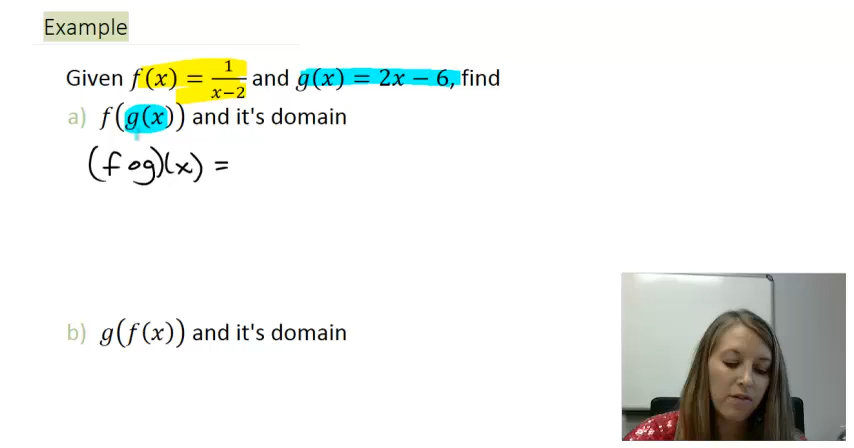 Example
Given f(x) = 1/(x−2) and g(x) = 2x − 6, find
a) f(g(x)) and it's domain
(f∘g)(x) =
b) g(f(x)) and it's domain